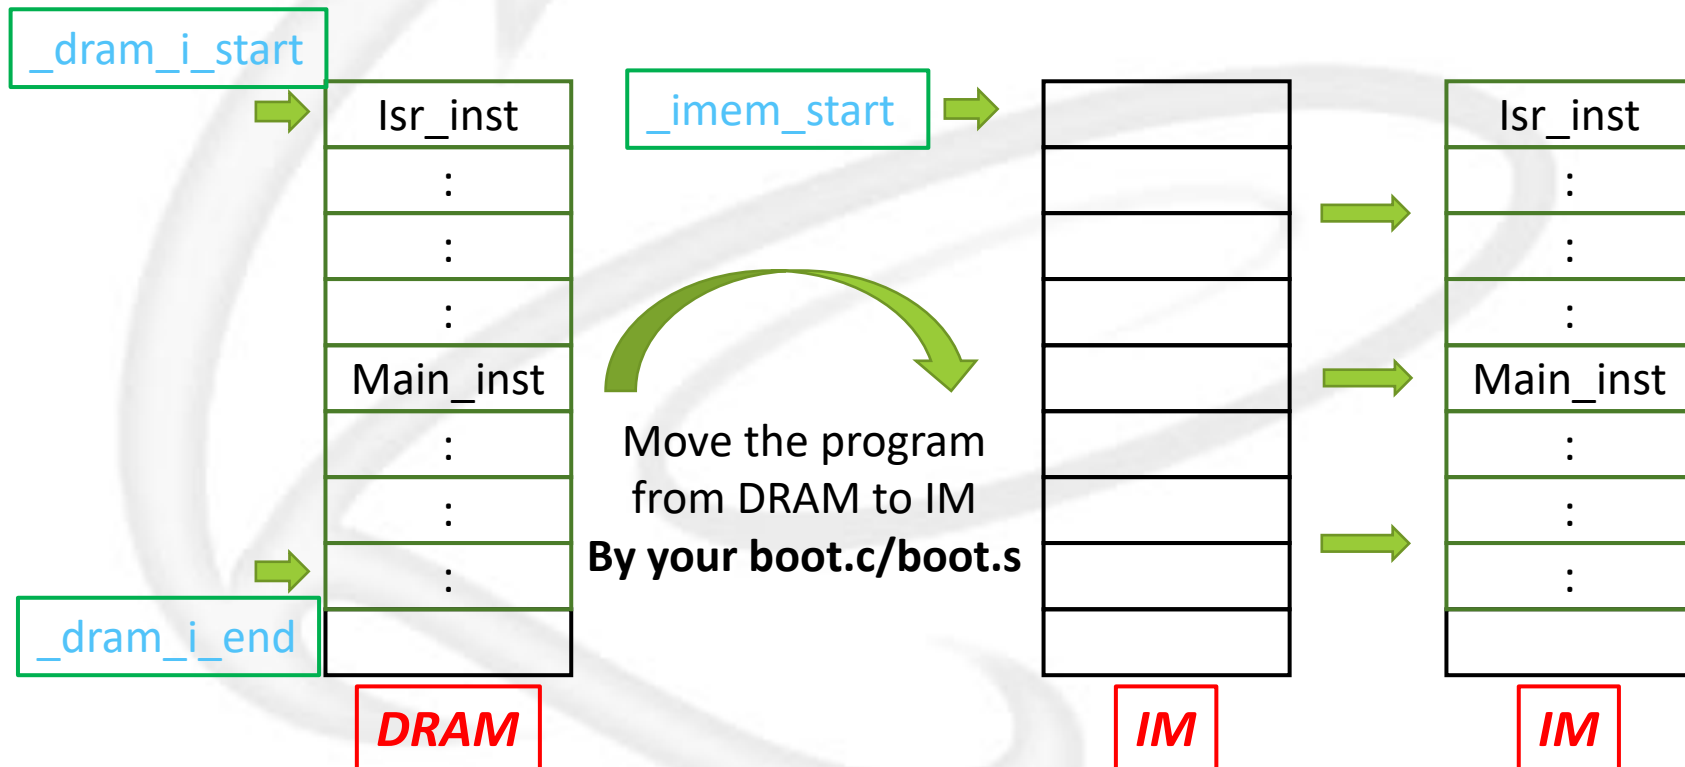 _dram_i_start
_imem_start
Isr_inst
:
:
:
Main_inst
:
:
:
_dram_i_end
DRAM
Move the program
from DRAM to IM
By your boot.c/boot.s
IM
Isr_inst
:
:
:
Main_inst
:
:
:
IM